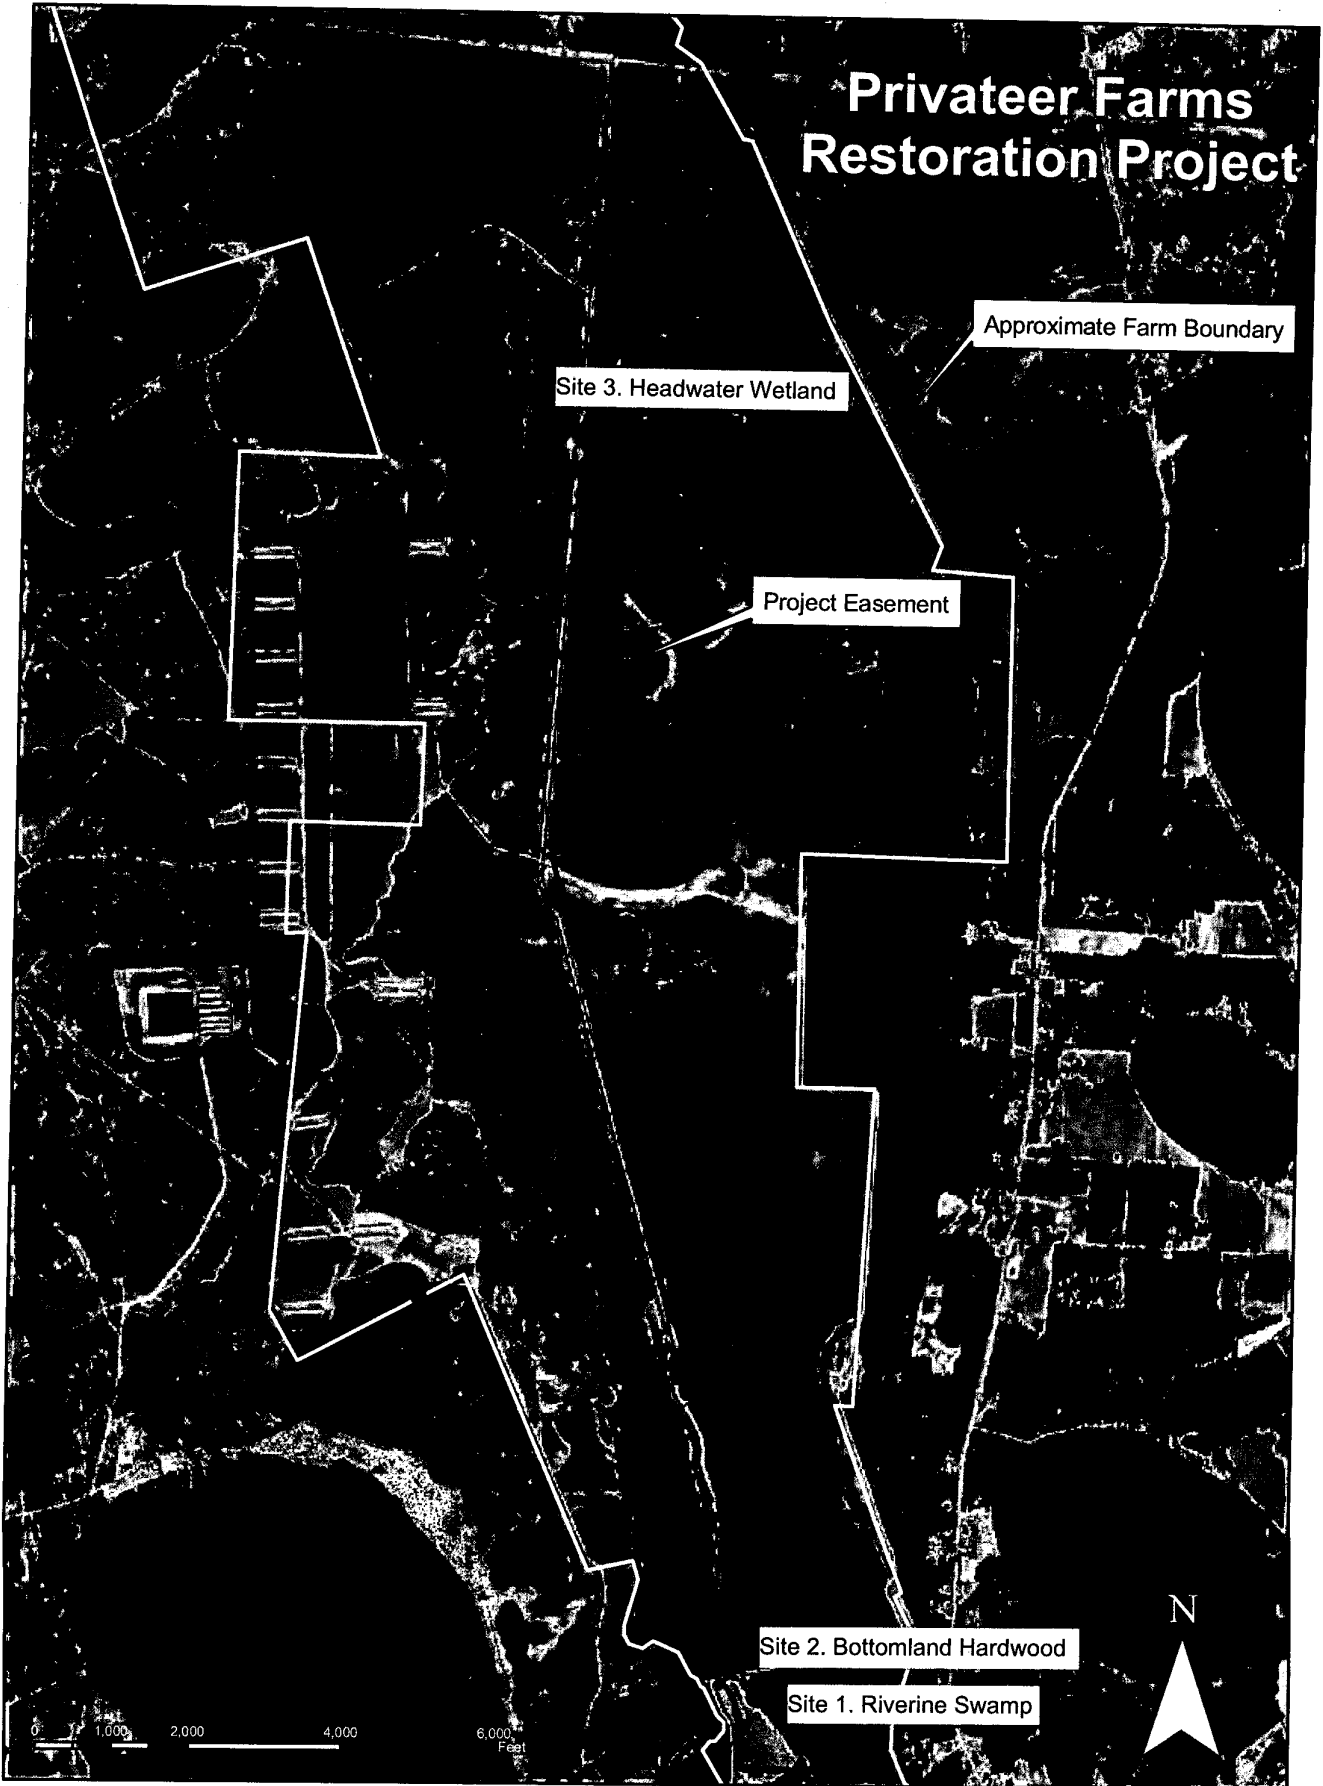 Privateer Farms
Restoration Project
Approximate Farm Boundary
Site 3. Headwater Wetland
Project Easement
N
Site 2. Bottomland Hardwood
Site 1. Riverine Swamp
0 1,000 2,000 4,000 6,000
Feet